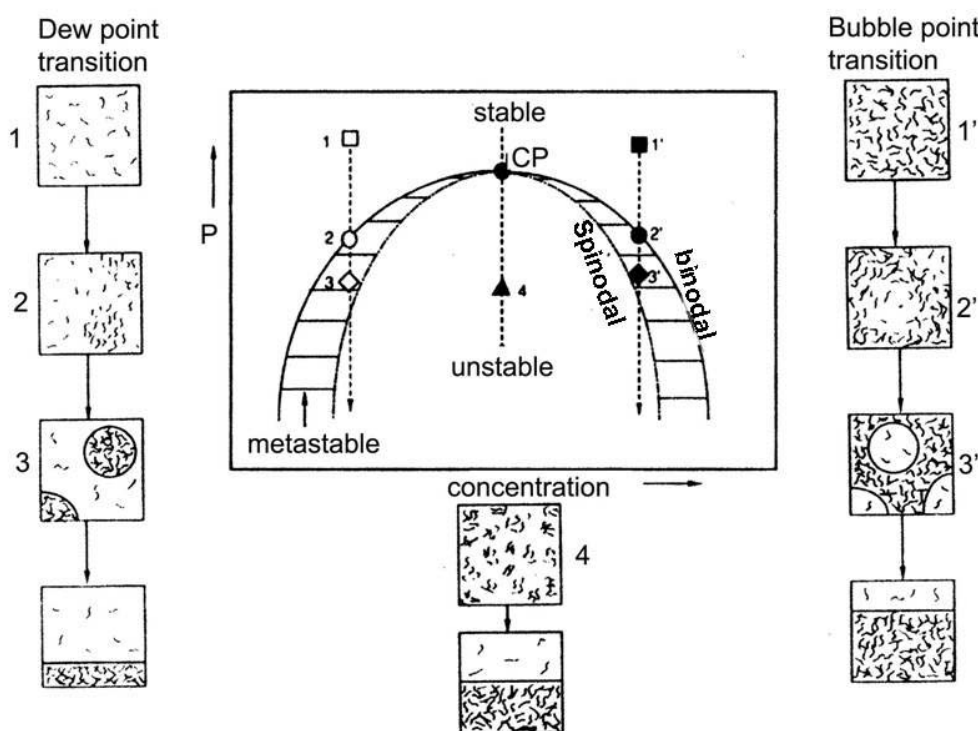 Dew point
transition
1
2
3
stable
CP
1
1'
P
2
2'
3
3'
4
Spinodal
binodal
unstable
metastable
concentration
4
Bubble point
transition
1'
2'
3'